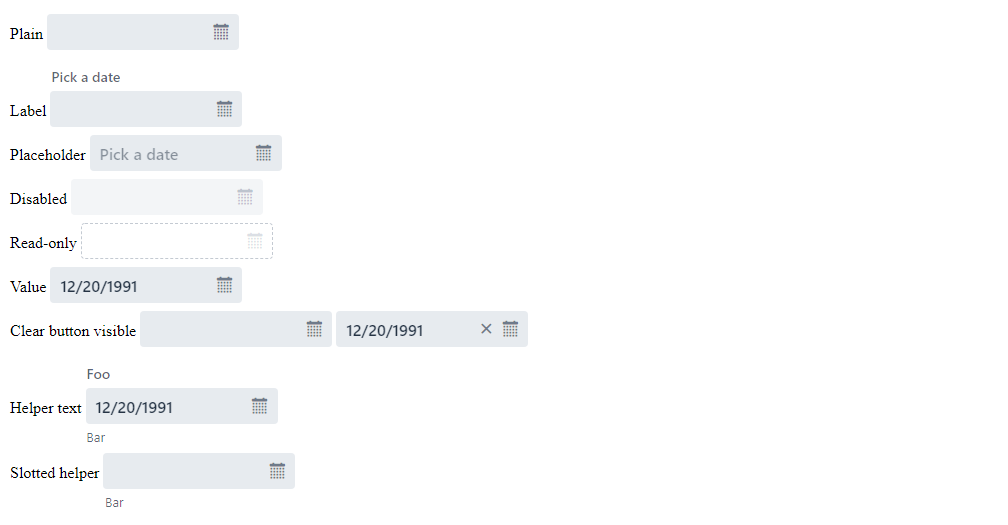 Plain
Pick a date
Label
Placeholder Pick a date
Disabled
Read-only
Value 12/20/1991
Clear button visible 12/20/1991
Foo
Helper text 12/20/1991
Bar
Slotted helper
Bar